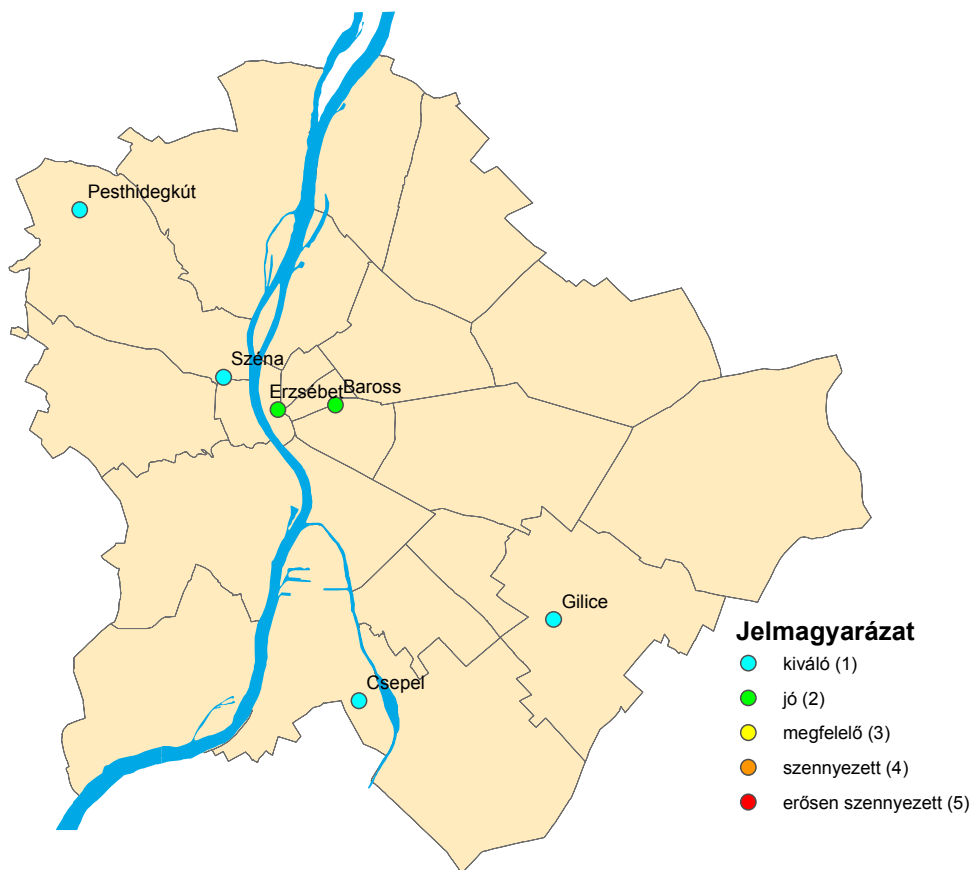 Pesthidegkút
Széna
Erzsébet
Baross
Gilice
Csepel
Jelmagyarázat
kiváló (1)
jó (2)
megfelelő (3)
szennyezett (4)
erősen szennyezett (5)